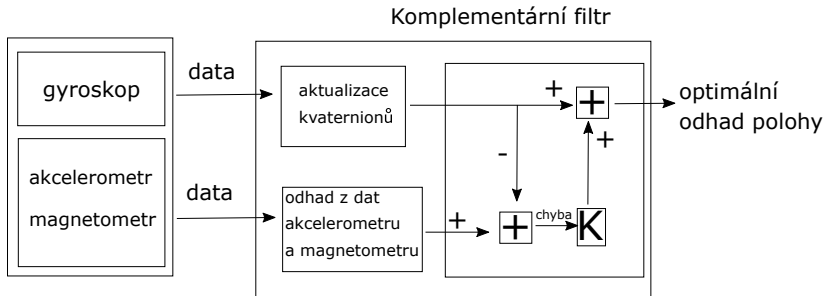 Komplementární filtr
gyroskop
data
aktualizace
kvaternionů
+
+
optimální
odhad polohy
+
-
akcelerometr
magnetometr
data
odhad z dat
akcelerometru
a magnetometru
+
+
chyba
K